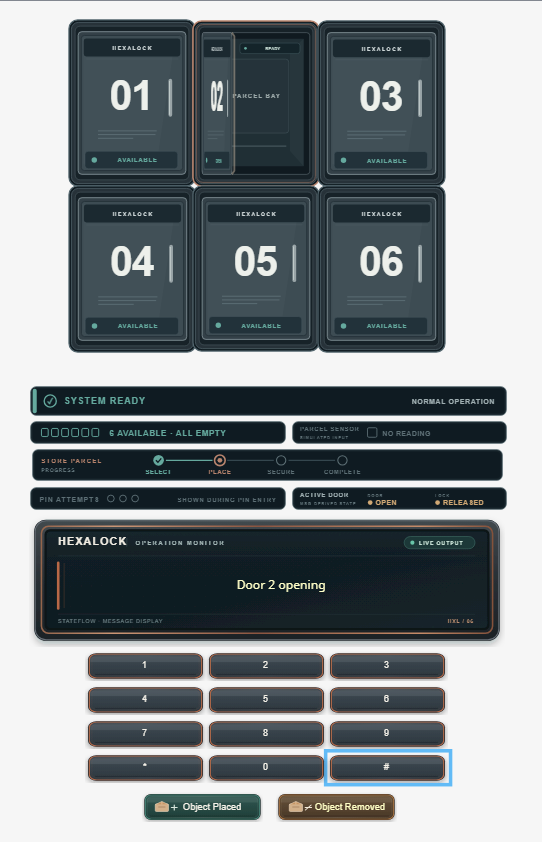 HEXALOCK
01
AVAILABLE
02
READY
PARCEL BAY
HEXALOCK
03
AVAILABLE
HEXALOCK
04
AVAILABLE
HEXALOCK
05
AVAILABLE
HEXALOCK
06
AVAILABLE
SYSTEM READY NORMAL OPERATION
6 AVAILABLE · ALL EMPTY
PARCEL SENSOR
SIMULATED INPUT
NO READING
STORE PARCEL
PROGRESS
SELECT PLACE SECURE COMPLETE
PIN ATTEMPTS SHOWN DURING PIN ENTRY
ACTIVE DOOR DOOR LOCK
OPEN RELEASED
HEXALOCK OPERATION MONITOR LIVE OUTPUT
Door 2 opening
STATEFLOW · MESSAGE DISPLAY HXL / 06
1 2 3
4 5 6
7 8 9
* 0 #
+ Object Placed Object Removed